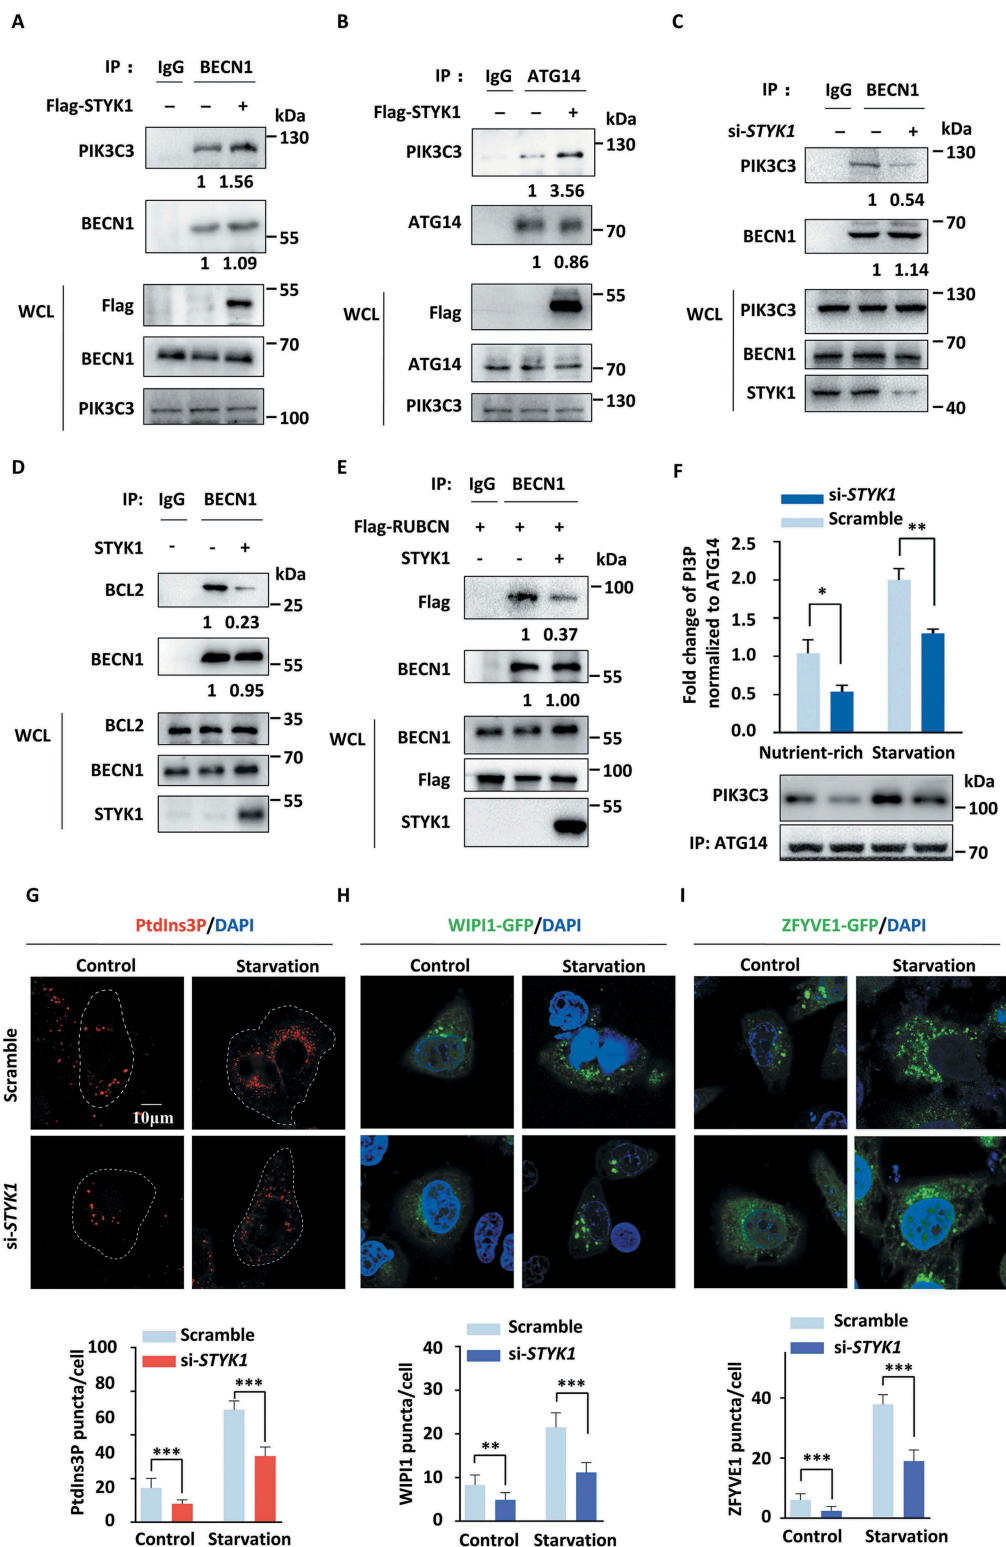 A
IP : IgG BECN1
Flag-STYK1 – – +
kDa
PIK3C3 130
1 1.56
BECN1 55
1 1.09
WCL
Flag 55
BECN1 70
PIK3C3 100
B
IP : IgG ATG14
Flag-STYK1 – – +
kDa
PIK3C3 130
1 3.56
ATG14 70
1 0.86
WCL
Flag 55
ATG14 70
PIK3C3 130
C
IP : IgG BECN1
si-STYK1 – – +
kDa
PIK3C3 130
1 0.54
BECN1 70
1 1.14
WCL
PIK3C3 130
BECN1 70
STYK1 40
D
IP: IgG BECN1
STYK1 - - +
kDa
BCL2 25
1 0.23
BECN1 55
1 0.95
WCL
BCL2 35
BECN1 70
STYK1 55
E
IP: IgG BECN1
Flag-RUBCN + + +
STYK1 - - + kDa
Flag 100
1 0.37
BECN1 55
1 1.00
WCL
BECN1 55
Flag 100
STYK1 55
F
si-STYK1
Scramble
Fold change of PI3P
normalized to ATG14
2.5
2.0
1.5
1.0
0.5
0.0
*
**
Nutrient-rich Starvation
kDa
PIK3C3 100
IP: ATG14 70
G
PtdIns3P/DAPI
Control Starvation
Scramble
10μm
si-STYK1
Scramble
si-STYK1
PtdIns3P puncta/cell
100
80
60
40
20
0
***
***
Control Starvation
H
WIPI1-GFP/DAPI
Control Starvation
Scramble
si-STYK1
WIPI1 puncta/cell
40
30
20
10
0
**
***
Control Starvation
I
ZFYVE1-GFP/DAPI
Control Starvation
Scramble
si-STYK1
ZFYVE1 puncta/cell
40
20
0
***
***
Control Starvation